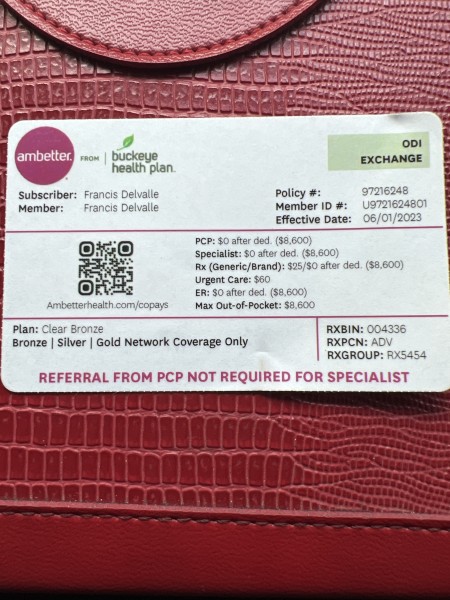 ambetter. FROM | buckeye health plan.
ODI
EXCHANGE
Subscriber: Francis Delvalle
Member: Francis Delvalle
Policy #: 97216248
Member ID #: U9721624801
Effective Date: 06/01/2023
Ambetterhealth.com/copays
PCP: $0 after ded. ($8,600)
Specialist: $0 after ded. ($8,600)
Rx (Generic/Brand): $25/$0 after ded. ($8,600)
Urgent Care: $60
ER: $0 after ded. ($8,600)
Max Out-of-Pocket: $8,600
Plan: Clear Bronze
Bronze | Silver | Gold Network Coverage Only
RXBIN: 004336
RXPCN: ADV
RXGROUP: RX5454
REFERRAL FROM PCP NOT REQUIRED FOR SPECIALIST